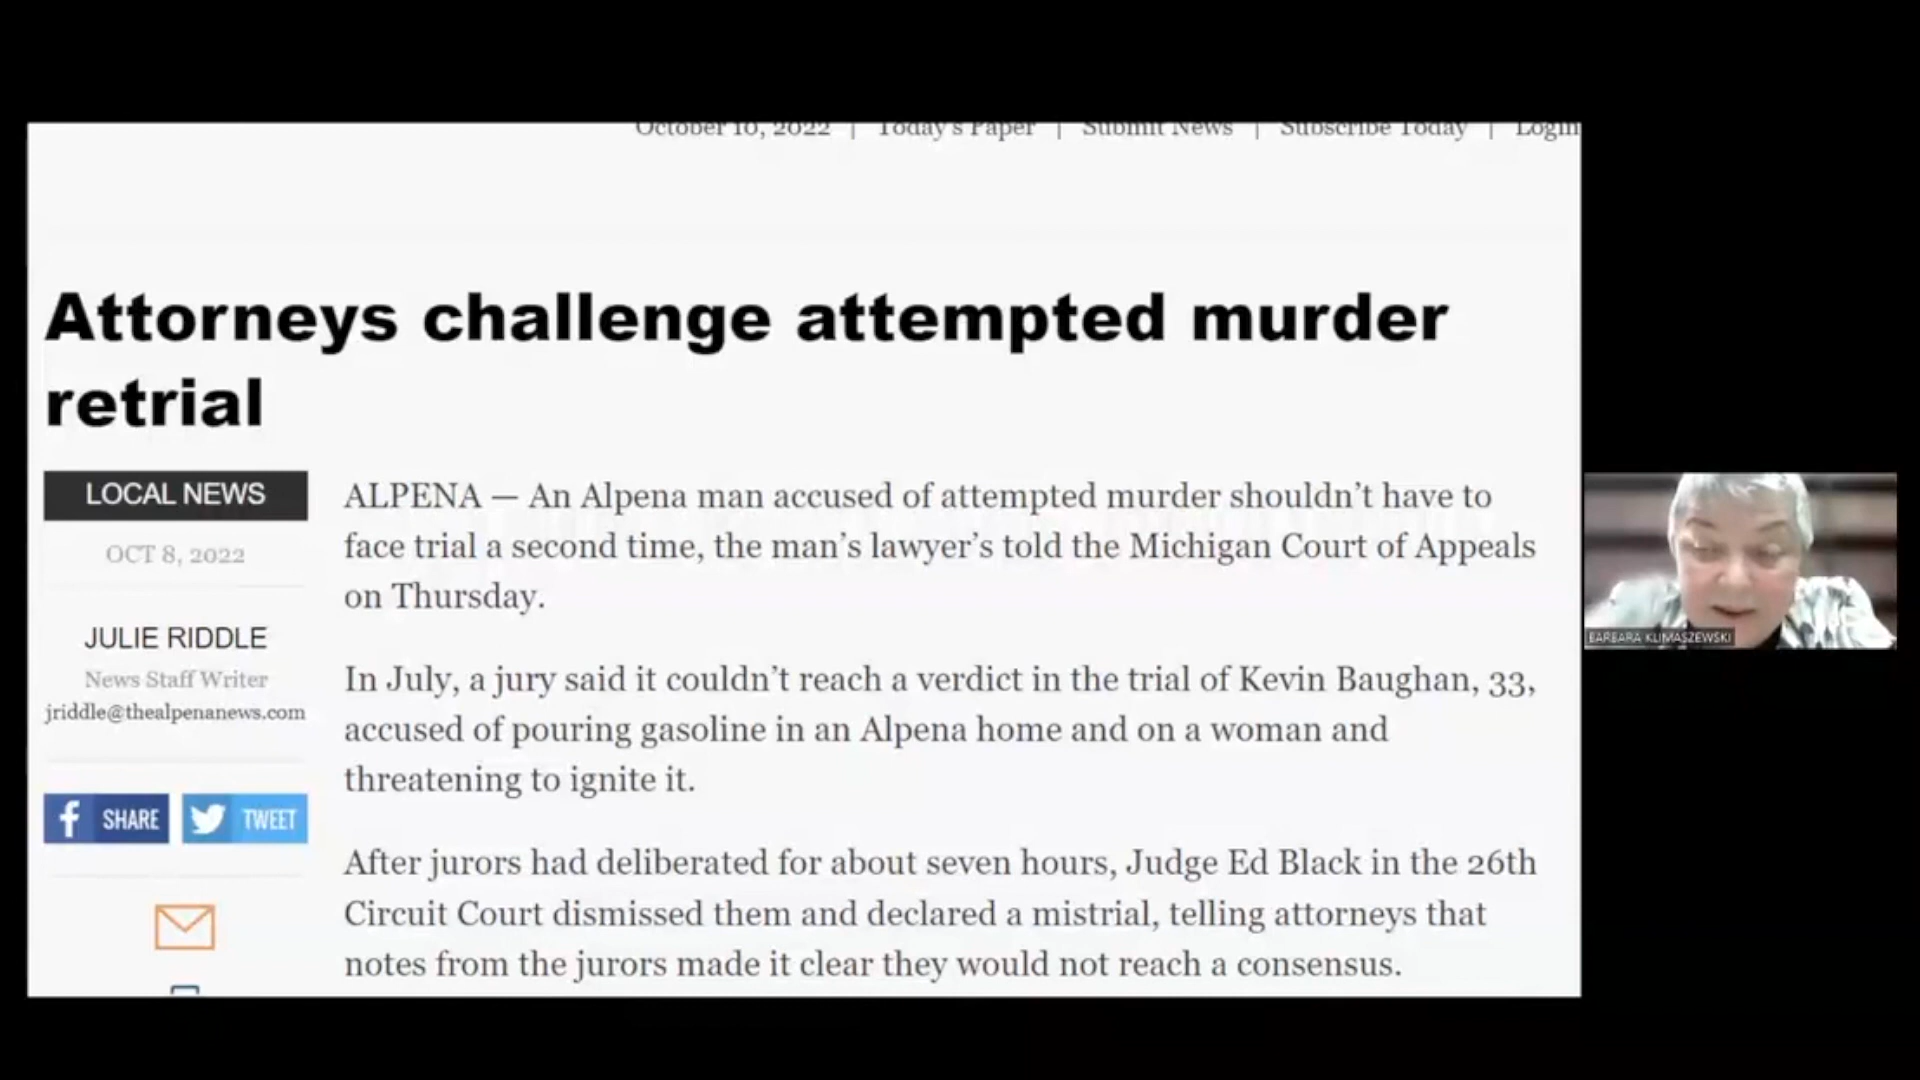 October 10, 2022 | Today's Paper | Submit News | Subscribe Today | Login
Attorneys challenge attempted murder
retrial
LOCAL NEWS
OCT 8, 2022
JULIE RIDDLE
News Staff Writer
jriddle@thealpenanews.com
SHARE
TWEET
ALPENA — An Alpena man accused of attempted murder shouldn't have to
face trial a second time, the man's lawyer's told the Michigan Court of Appeals
on Thursday.
In July, a jury said it couldn't reach a verdict in the trial of Kevin Baughan, 33,
accused of pouring gasoline in an Alpena home and on a woman and
threatening to ignite it.
After jurors had deliberated for about seven hours, Judge Ed Black in the 26th
Circuit Court dismissed them and declared a mistrial, telling attorneys that
notes from the jurors made it clear they would not reach a consensus.
BARBARA KLIMASZEWSKI